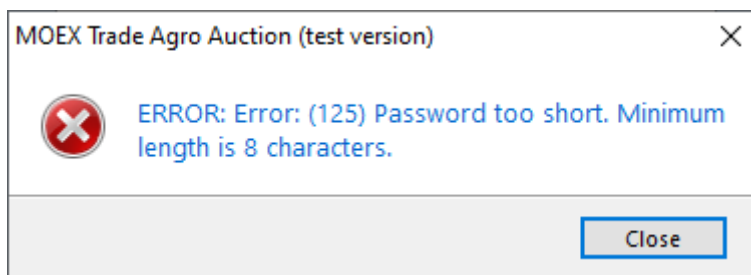 MOEX Trade Agro Auction (test version)
ERROR: Error: (125) Password too short. Minimum
length is 8 characters.
Close